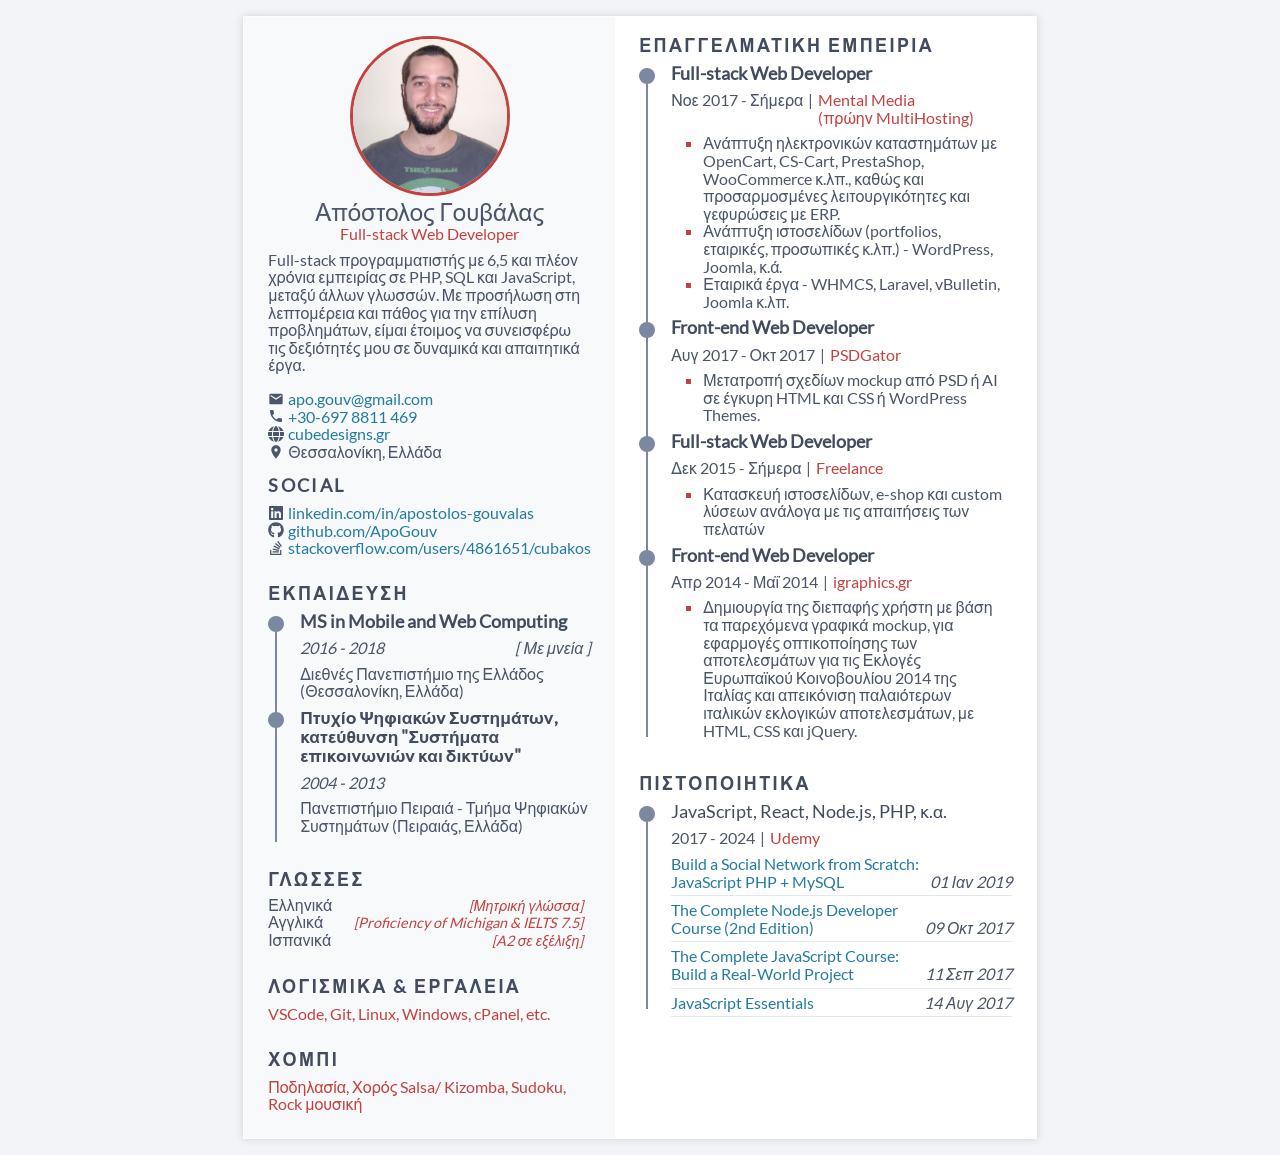 Απόστολος Γουβάλας
Full-stack Web Developer
Full-stack προγραμματιστής με 6,5 και πλέον
χρόνια εμπειρίας σε PHP, SQL και JavaScript,
μεταξύ άλλων γλωσσών. Με προσήλωση στη
λεπτομέρεια και πάθος για την επίλυση
προβλημάτων, είμαι έτοιμος να συνεισφέρω
τις δεξιότητές μου σε δυναμικά και απαιτητικά
έργα.
apo.gouv@gmail.com
+30-697 8811 469
cubedesigns.gr
Θεσσαλονίκη, Ελλάδα
SOCIAL
linkedin.com/in/apostolos-gouvalas
github.com/ApoGouv
stackoverflow.com/users/4861651/cubakos
ΕΚΠΑΙΔΕΥΣΗ
MS in Mobile and Web Computing
2016 - 2018 [ Με μνεία ]
Διεθνές Πανεπιστήμιο της Ελλάδος
(Θεσσαλονίκη, Ελλάδα)
Πτυχίο Ψηφιακών Συστημάτων,
κατεύθυνση "Συστήματα
επικοινωνιών και δικτύων"
2004 - 2013
Πανεπιστήμιο Πειραιά - Τμήμα Ψηφιακών
Συστημάτων (Πειραιάς, Ελλάδα)
ΓΛΩΣΣΕΣ
Ελληνικά [Μητρική γλώσσα]
Αγγλικά [Proficiency of Michigan & IELTS 7.5]
Ισπανικά [A2 σε εξέλιξη]
ΛΟΓΙΣΜΙΚΑ & ΕΡΓΑΛΕΙΑ
VSCode, Git, Linux, Windows, cPanel, etc.
ΧΟΜΠΙ
Ποδηλασία, Χορός Salsa/ Kizomba, Sudoku,
Rock μουσική
ΕΠΑΓΓΕΛΜΑΤΙΚΗ ΕΜΠΕΙΡΙΑ
Full-stack Web Developer
Νοε 2017 - Σήμερα | Mental Media
(πρώην MultiHosting)
Ανάπτυξη ηλεκτρονικών καταστημάτων με
OpenCart, CS-Cart, PrestaShop,
WooCommerce κ.λπ., καθώς και
προσαρμοσμένες λειτουργικότητες και
γεφυρώσεις με ERP.
Ανάπτυξη ιστοσελίδων (portfolios,
εταιρικές, προσωπικές κ.λπ.) - WordPress,
Joomla, κ.ά.
Εταιρικά έργα - WHMCS, Laravel, vBulletin,
Joomla κ.λπ.
Front-end Web Developer
Αυγ 2017 - Οκτ 2017 | PSDGator
Μετατροπή σχεδίων mockup από PSD ή AI
σε έγκυρη HTML και CSS ή WordPress
Themes.
Full-stack Web Developer
Δεκ 2015 - Σήμερα | Freelance
Κατασκευή ιστοσελίδων, e-shop και custom
λύσεων ανάλογα με τις απαιτήσεις των
πελατών
Front-end Web Developer
Απρ 2014 - Μαϊ 2014 | igraphics.gr
Δημιουργία της διεπαφής χρήστη με βάση
τα παρεχόμενα γραφικά mockup, για
εφαρμογές οπτικοποίησης των
αποτελεσμάτων για τις Εκλογές
Ευρωπαϊκού Κοινοβουλίου 2014 της
Ιταλίας και απεικόνιση παλαιότερων
ιταλικών εκλογικών αποτελεσμάτων, με
HTML, CSS και jQuery.
ΠΙΣΤΟΠΟΙΗΤΙΚΑ
JavaScript, React, Node.js, PHP, κ.α.
2017 - 2024 | Udemy
Build a Social Network from Scratch:
JavaScript PHP + MySQL 01 Ιαν 2019
The Complete Node.js Developer
Course (2nd Edition) 09 Οκτ 2017
The Complete JavaScript Course:
Build a Real-World Project 11 Σεπ 2017
JavaScript Essentials 14 Αυγ 2017